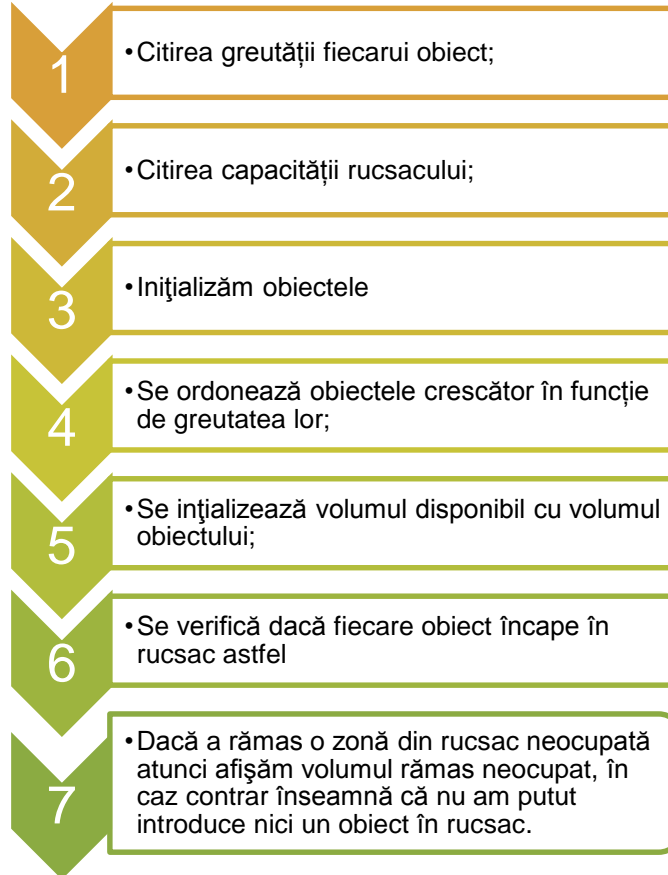 1
•Citirea greutății fiecarui obiect;
2
•Citirea capacității rucsacului;
3
•Iniţializăm obiectele
4
•Se ordonează obiectele crescător în funcție
de greutatea lor;
5
•Se inţializează volumul disponibil cu volumul
obiectului;
6
•Se verifică dacă fiecare obiect încape în
rucsac astfel
7
•Dacă a rămas o zonă din rucsac neocupată
atunci afişăm volumul rămas neocupat, în
caz contrar înseamnă că nu am putut
introduce nici un obiect în rucsac.